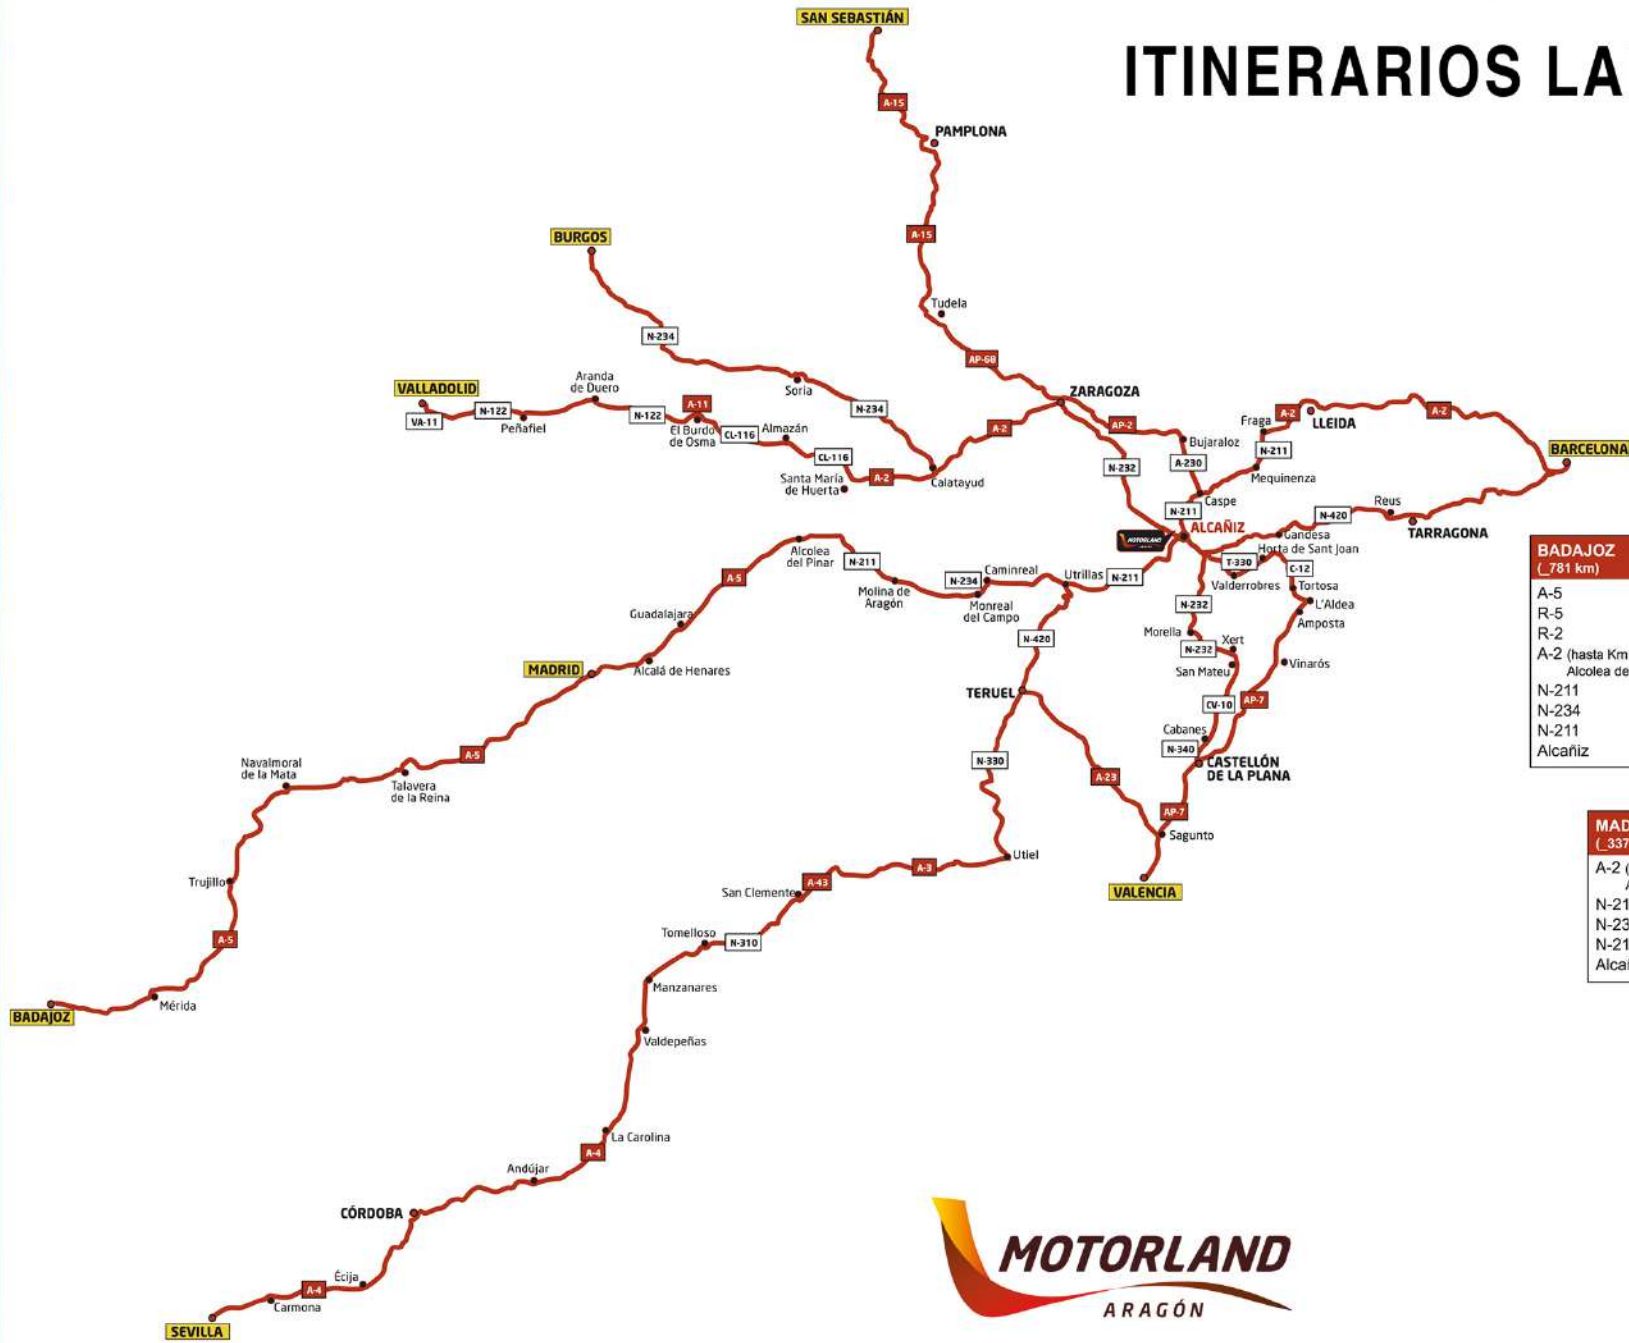 SAN SEBASTIÁN
ITINERARIOS LA
A-15
PAMPLONA
A-15
BURGOS
Tudela
N-234
AP-68
VALLADOLID
Aranda
de Duero
Soria
ZARAGOZA
VA-11
N-122
Peñafiel
N-122
A-11
El Burdo
de Osma
CL-116
Almazán
N-234
A-2
AP-2
Bujaraloz
Fraga
A-2
LLEIDA
A-2
BARCELONA
CL-116
Santa María
de Huerta
A-2
Calatayud
N-232
A-230
N-211
Mequinenza
Caspe
N-211
ALCAÑIZ
MOTORLAND
N-420
Reus
TARRAGONA
Gandesa
Horta de Sant Joan
T-330
C-12
Valderrobres
Tortosa
L'Aldea
Amposta
Alcolea
del Pinar
N-211
Molina de
Aragón
N-234
Caminreal
Monreal
del Campo
Utrillas
N-211
A-5
Guadalajara
Alcalá de Henares
MADRID
N-420
N-232
Morella
Xert
N-232
San Mateu
Vinarós
TERUEL
CV-10
AP-7
Cabanes
N-340
CASTELLÓN
DE LA PLANA
N-330
A-23
AP-7
Sagunto
VALENCIA
A-5
Navalmoral
de la Mata
Talavera
de la Reina
Trujillo
A-5
Mérida
BADAJOZ
Utiel
A-3
A-43
San Clemente
Tomelloso
N-310
Manzanares
Valdepeñas
La Carolina
A-4
Andújar
CÓRDOBA
Écija
A-4
Carmona
SEVILLA
BADAJOZ
(_781 km)
A-5
R-5
R-2
A-2 (hasta Km
Alcolea de
N-211
N-234
N-211
Alcañiz
MAD
(_337
A-2 (
N-21
N-23
N-21
Alcañ
MOTORLAND
ARAGÓN